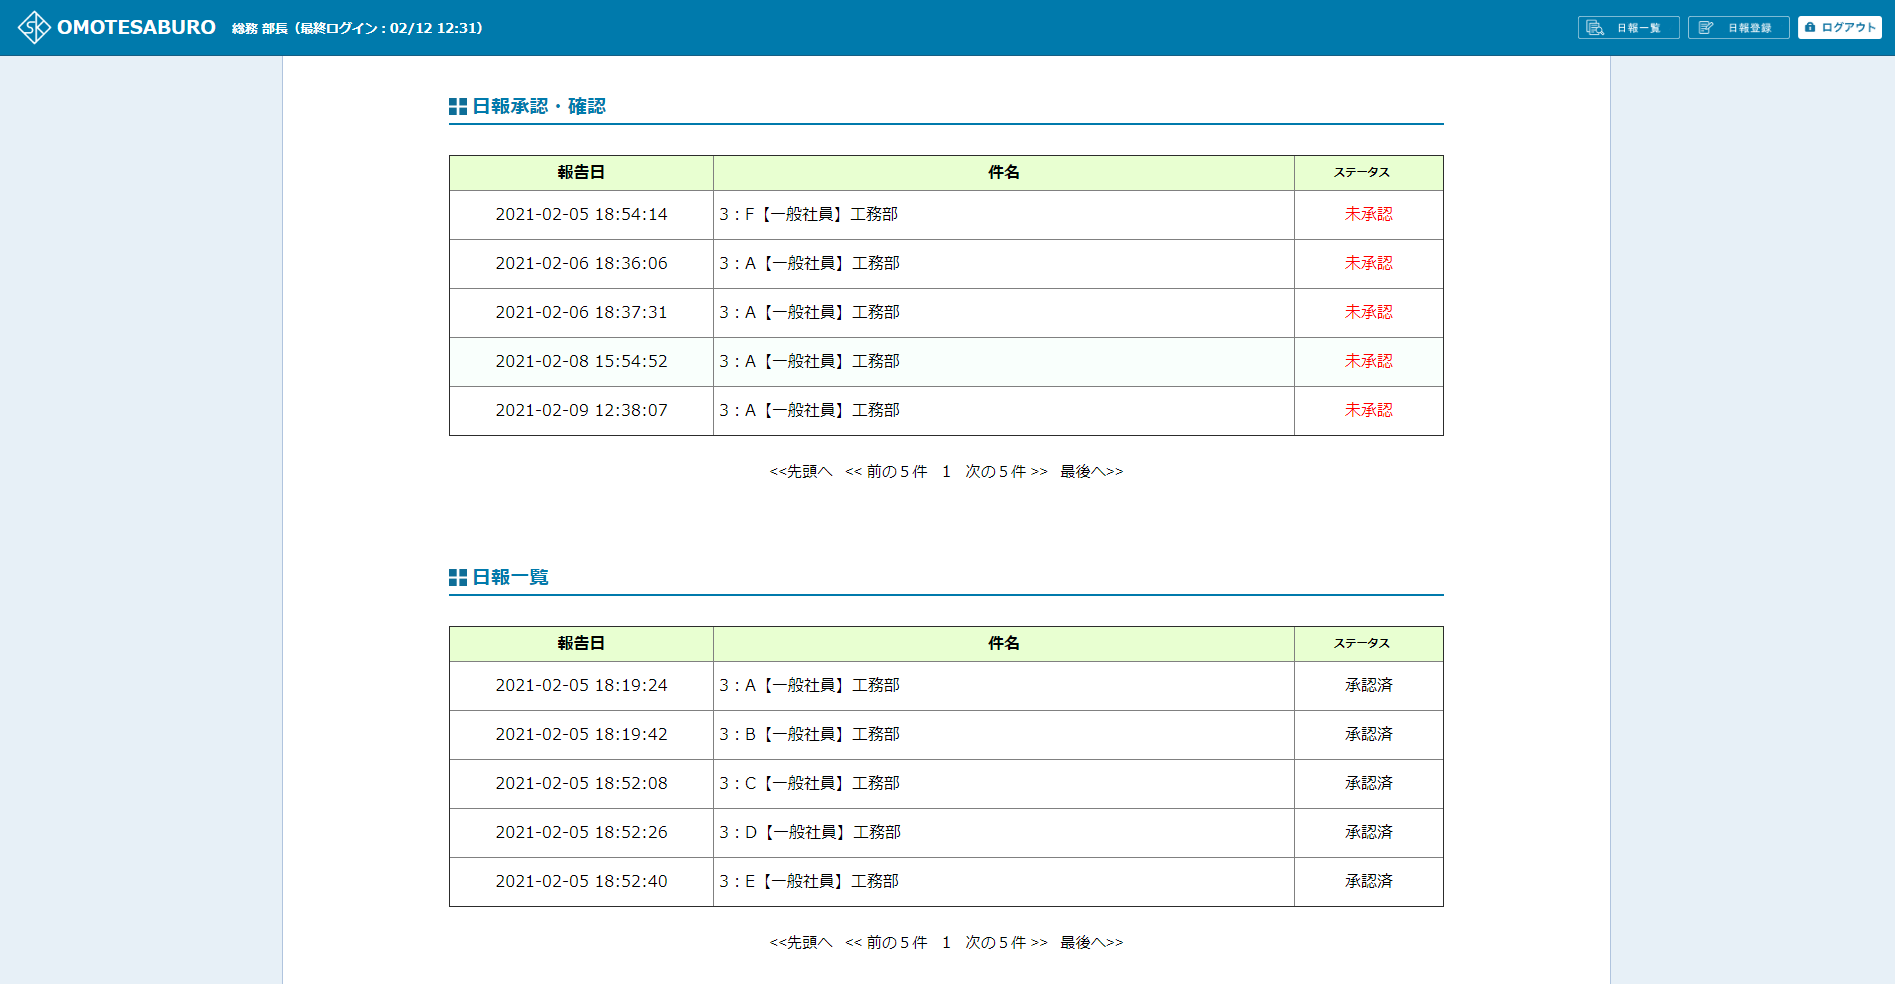 OMOTESABURO 総務 部長（最終ログイン : 02/12 12:31） 日報一覧 日報登録 ログアウト
日報承認・確認
報告日 件名 ステータス
2021-02-05 18:54:14 3：F【一般社員】工務部 未承認
2021-02-06 18:36:06 3：A【一般社員】工務部 未承認
2021-02-06 18:37:31 3：A【一般社員】工務部 未承認
2021-02-08 15:54:52 3：A【一般社員】工務部 未承認
2021-02-09 12:38:07 3：A【一般社員】工務部 未承認
<<先頭へ << 前の５件 1 次の５件 >> 最後へ>>
日報一覧
報告日 件名 ステータス
2021-02-05 18:19:24 3：A【一般社員】工務部 承認済
2021-02-05 18:19:42 3：B【一般社員】工務部 承認済
2021-02-05 18:52:08 3：C【一般社員】工務部 承認済
2021-02-05 18:52:26 3：D【一般社員】工務部 承認済
2021-02-05 18:52:40 3：E【一般社員】工務部 承認済
<<先頭へ << 前の５件 1 次の５件 >> 最後へ>>